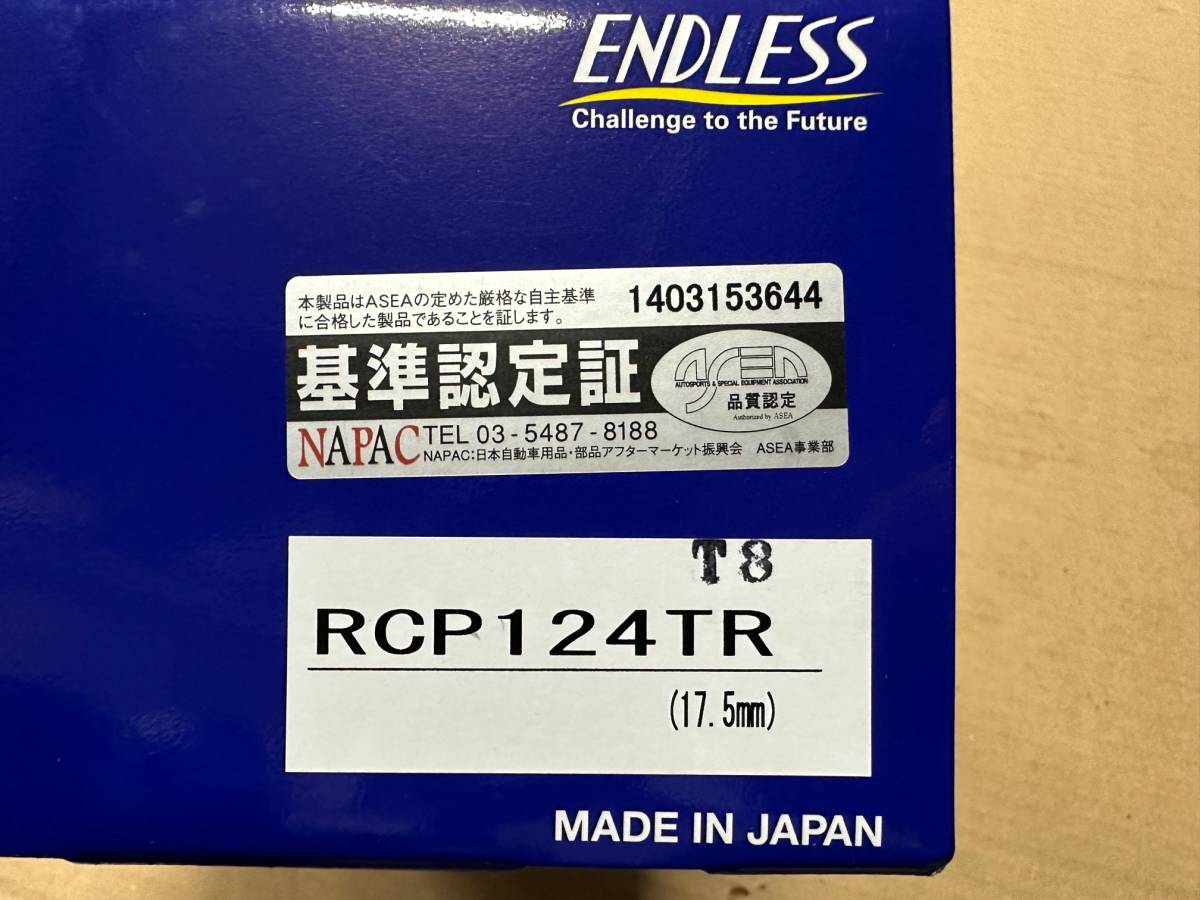 ENDLESS
Challenge to the Future
本製品はASEAの定めた厳格な自主基準
に合格した製品であることを証します。
1403153644
基準認定証
ASEA
AUTOSPORTS & SPECIAL EQUIPMENT ASSOCIATION
品質認定
Authorized by ASEA
NAPAC
TEL 03-5487-8188
NAPAC:日本自動車用品・部品アフターマーケット振興会 ASEA事業部
T8
RCP124TR
(17.5mm)
MADE IN JAPAN